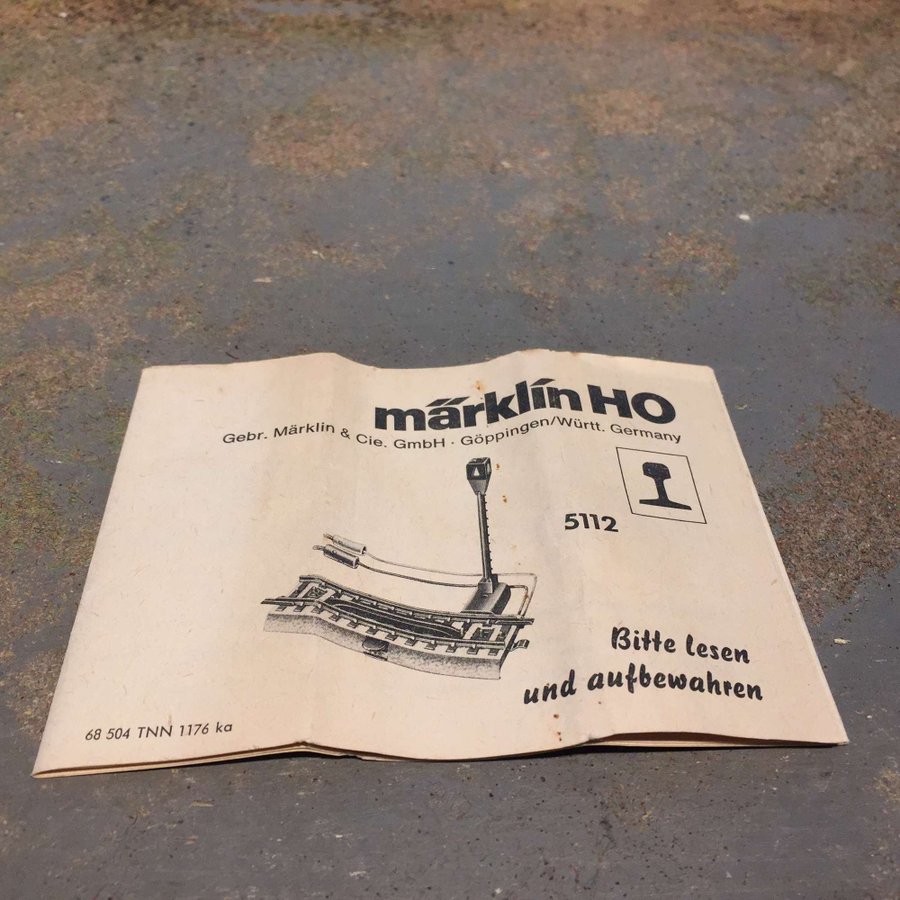 märklin HO
Gebr. Märklin & Cie. GmbH · Göppingen/Württ. Germany
5112
Bitte lesen
und aufbewahren
68 504 TNN 1176 ka